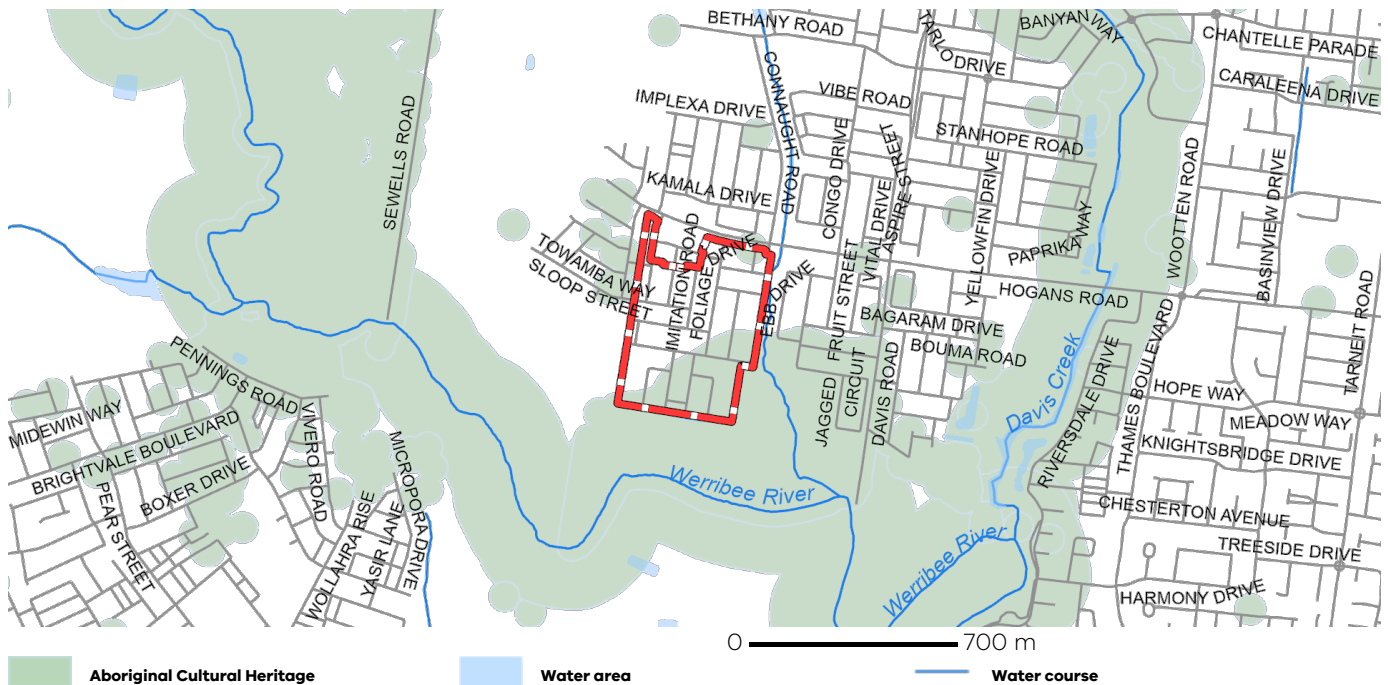 BETHANY ROAD
TARLO DRIVE
BANYAN WAY
CHANTELLE PARADE
CARALEENA DRIVE
CONNAUGHT ROAD
VIBE ROAD
IMPLEXA DRIVE
STANHOPE ROAD
SEWELLS ROAD
KAMALA DRIVE
CONGO DRIVE
ASPIRE STREET
VITAL DRIVE
YELLOWFIN DRIVE
PAPRIKA WAY
WOOTTEN ROAD
BASINVIEW DRIVE
TOWAMBA WAY
SLOOP STREET
IMITATION ROAD
FOLIAGE DRIVE
EBB DRIVE
FRUIT STREET
HOGANS ROAD
BAGARAM DRIVE
BOUMA ROAD
TARNEIT ROAD
PENNINGS ROAD
Davis Creek
RIVERSDALE DRIVE
THAMES BOULEVARD
HOPE WAY
MEADOW WAY
KNIGHTSBRIDGE DRIVE
MIDEWIN WAY
BRIGHTVALE BOULEVARD
BOXER DRIVE
PEAR STREET
VIVERO ROAD
MICROPORA DRIVE
WOLLAHRA RISE
YASIR LANE
JAGGED
CIRCUIT
DAVIS ROAD
Werribee River
Werribee River
CHESTERTON AVENUE
TREESIDE DRIVE
HARMONY DRIVE
0 700 m
Aboriginal Cultural Heritage
Water area
Water course